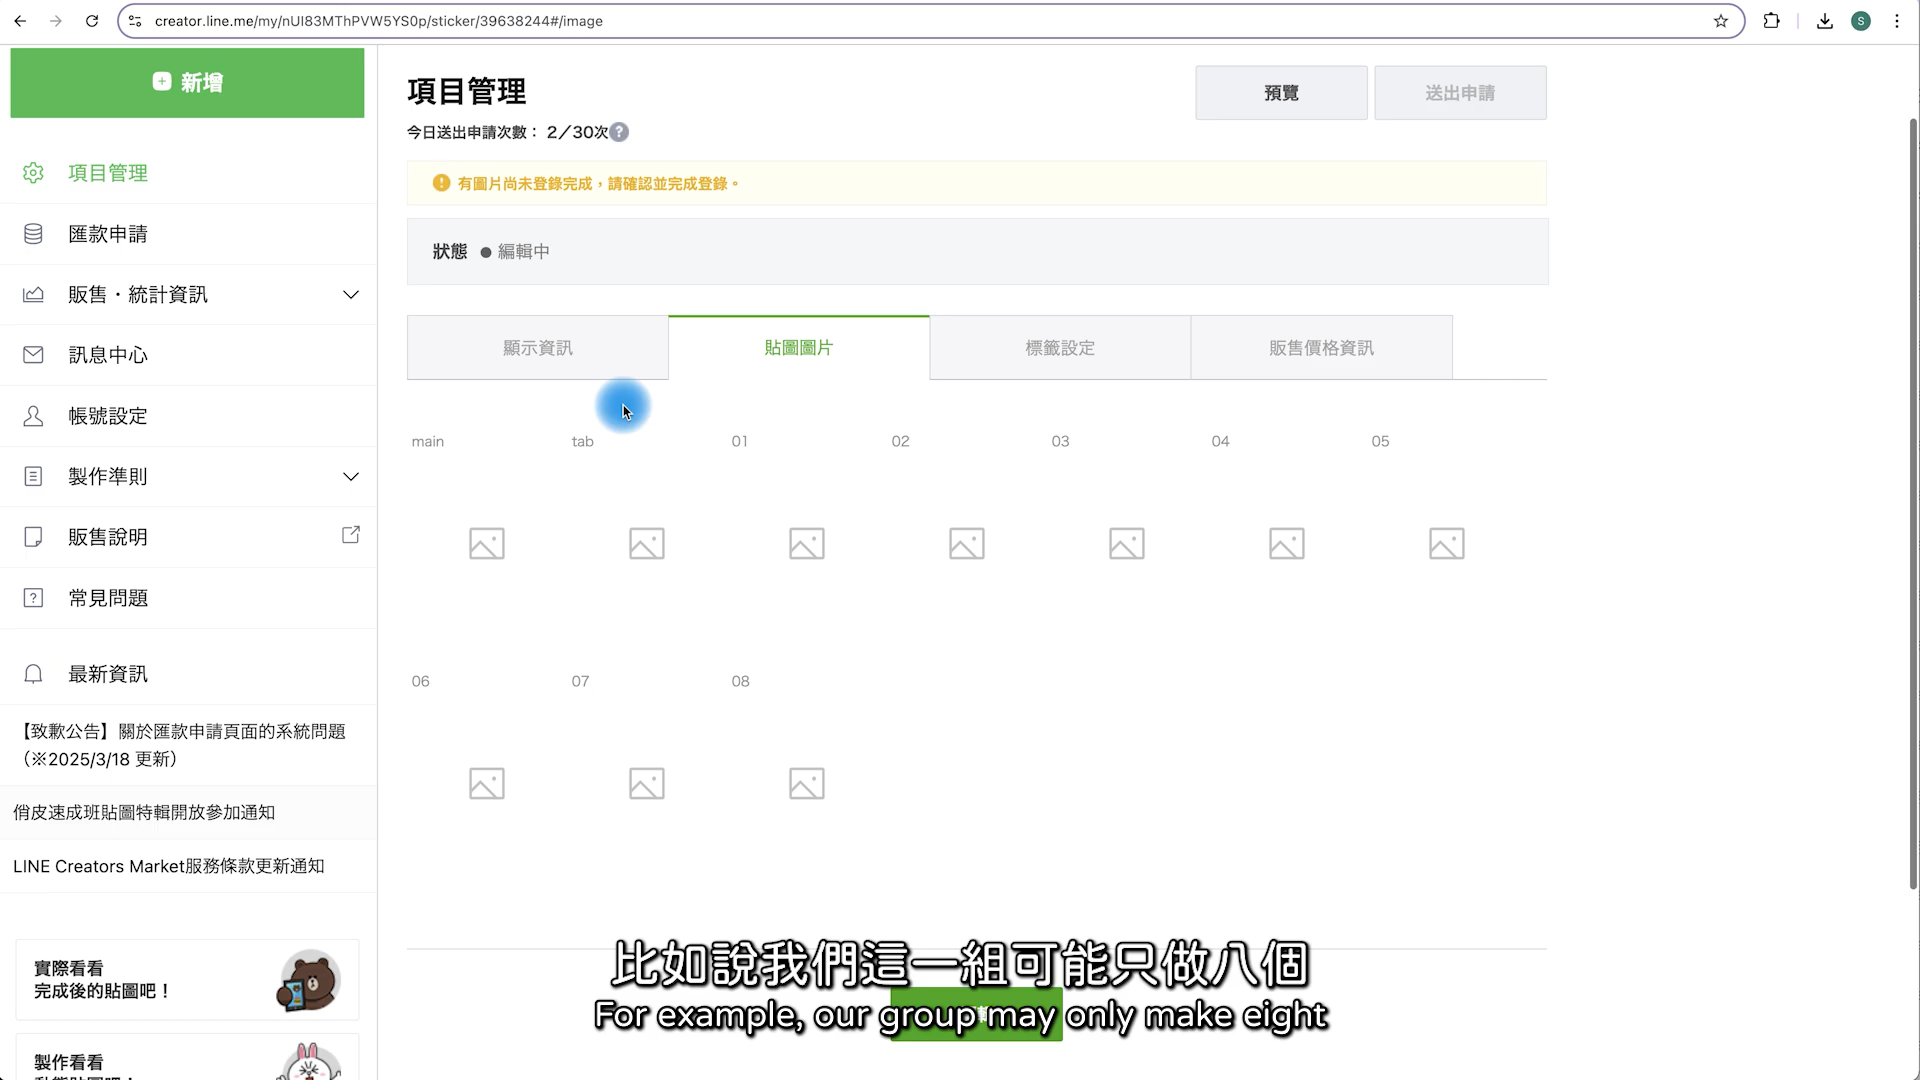 creator.line.me/my/nUI83MThPVW5YS0p/sticker/39638244#/image
S
新增
項目管理
匯款申請
販售・統計資訊
訊息中心
帳號設定
製作準則
販售說明
常見問題
最新資訊
【致歉公告】關於匯款申請頁面的系統問題
（※2025/3/18 更新）
俏皮速成班貼圖特輯開放參加通知
LINE Creators Market服務條款更新通知
實際看看
完成後的貼圖吧！
製作看看
項目管理
預覽
送出申請
今日送出申請次數： 2／30次
有圖片尚未登錄完成，請確認並完成登錄。
狀態 ● 編輯中
顯示資訊
貼圖圖片
標籤設定
販售價格資訊
main
tab
01
02
03
04
05
06
07
08
比如說我們這一組可能只做八個
For example, our group may only make eight